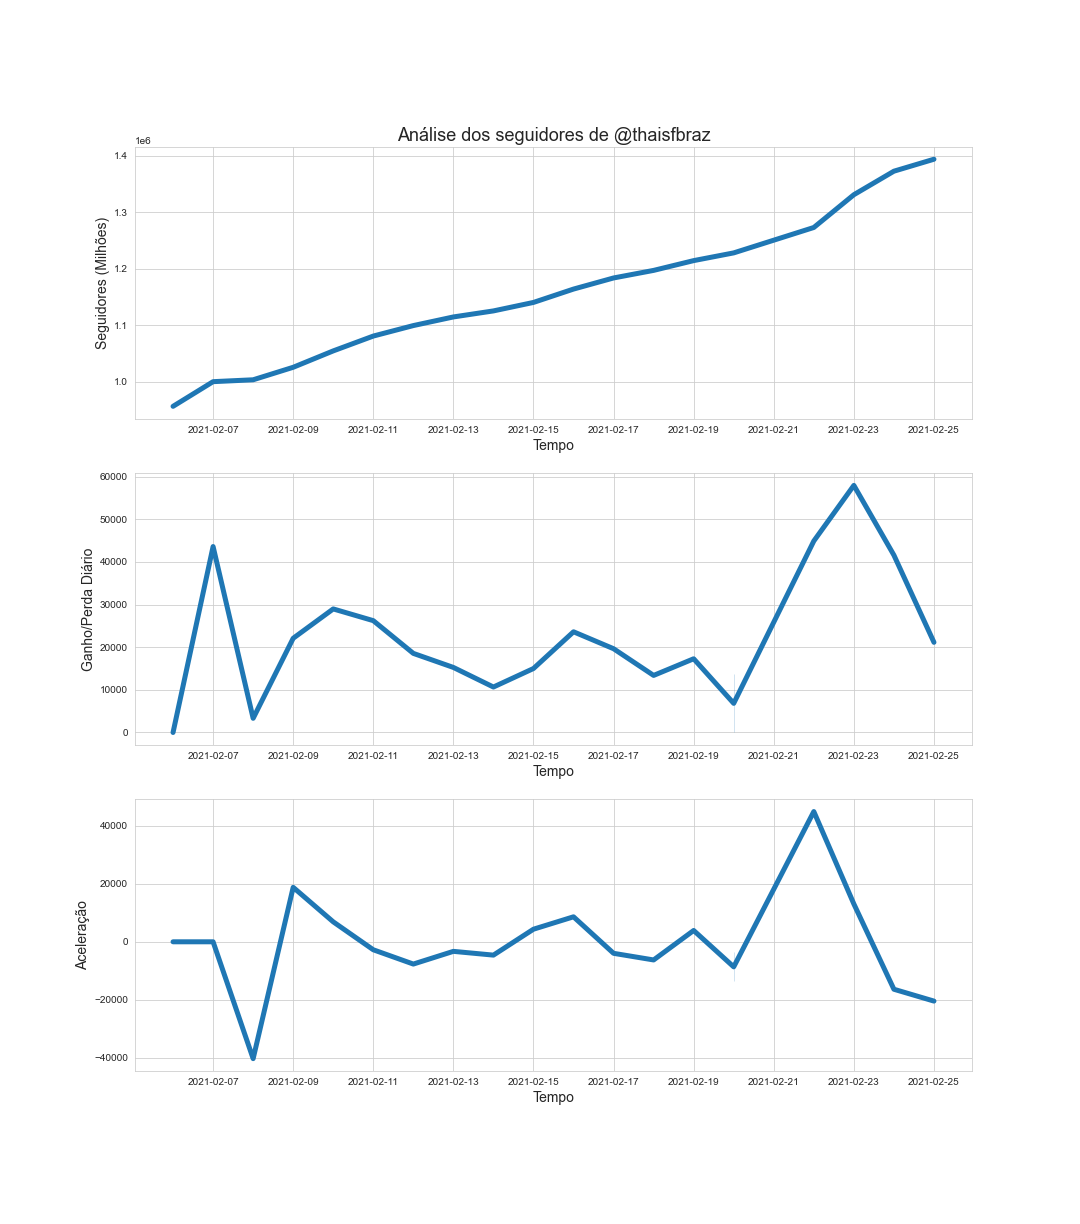 Análise dos seguidores de @thaisfbraz
1e6
1.4
1.3
1.2
1.1
1.0
Seguidores (Milhões)
2021-02-07 2021-02-09 2021-02-11 2021-02-13 2021-02-15 2021-02-17 2021-02-19 2021-02-21 2021-02-23 2021-02-25
Tempo
60000
50000
40000
30000
20000
10000
0
Ganho/Perda Diário
2021-02-07 2021-02-09 2021-02-11 2021-02-13 2021-02-15 2021-02-17 2021-02-19 2021-02-21 2021-02-23 2021-02-25
Tempo
40000
20000
0
−20000
−40000
Aceleração
2021-02-07 2021-02-09 2021-02-11 2021-02-13 2021-02-15 2021-02-17 2021-02-19 2021-02-21 2021-02-23 2021-02-25
Tempo